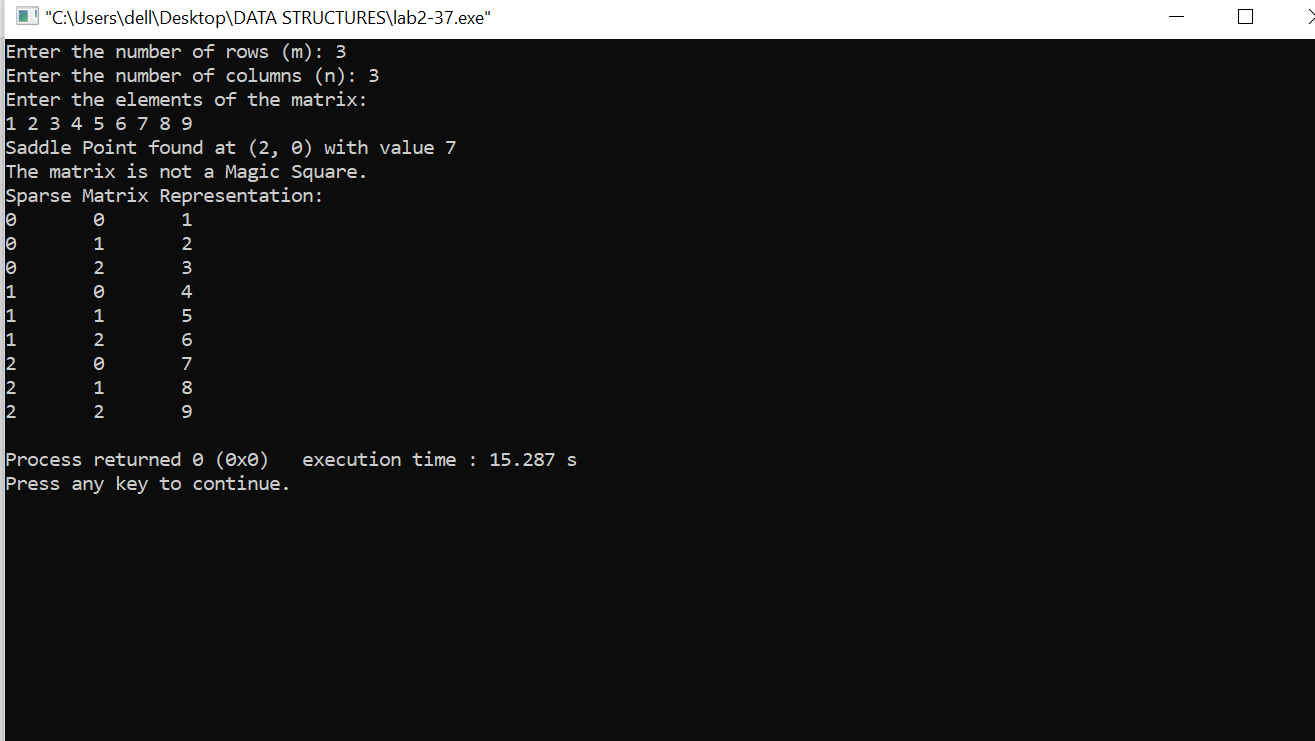 "C:\Users\dell\Desktop\DATA STRUCTURES\lab2-37.exe"
Enter the number of rows (m): 3
Enter the number of columns (n): 3
Enter the elements of the matrix:
1 2 3 4 5 6 7 8 9
Saddle Point found at (2, 0) with value 7
The matrix is not a Magic Square.
Sparse Matrix Representation:
0       0       1
0       1       2
0       2       3
1       0       4
1       1       5
1       2       6
2       0       7
2       1       8
2       2       9
Process returned 0 (0x0)   execution time : 15.287 s
Press any key to continue.